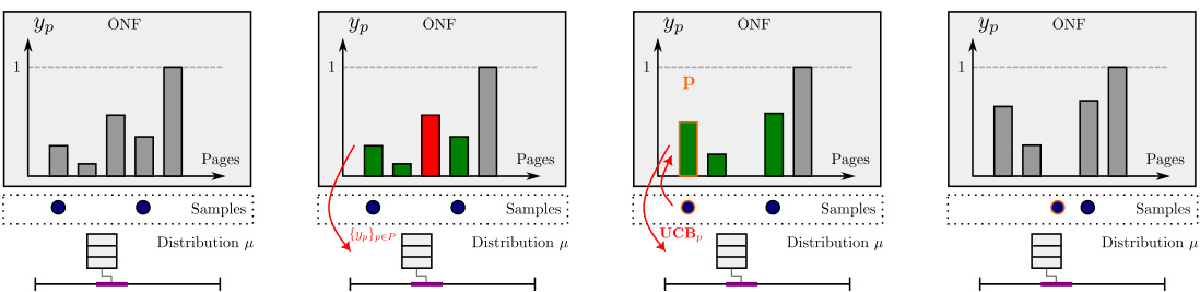 y_p ONF
1
Pages
Samples
Distribution μ
y_p ONF
1
Pages
Samples
{y_p}_{p∈P}
Distribution μ
y_p ONF
1
p
Pages
Samples
UCB_p
Distribution μ
y_p ONF
1
Pages
Samples
Distribution μ